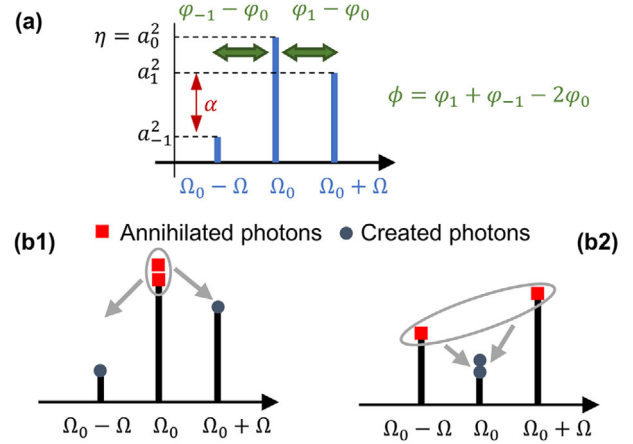 (a)
φ₋₁ − φ₀
φ₁ − φ₀
η = a₀²
a₁²
α
a₋₁²
ϕ = φ₁ + φ₋₁ − 2φ₀
Ω₀ − Ω
Ω₀
Ω₀ + Ω
(b1)
Annihilated photons
Created photons
(b2)
Ω₀ − Ω
Ω₀
Ω₀ + Ω
Ω₀ − Ω
Ω₀
Ω₀ + Ω